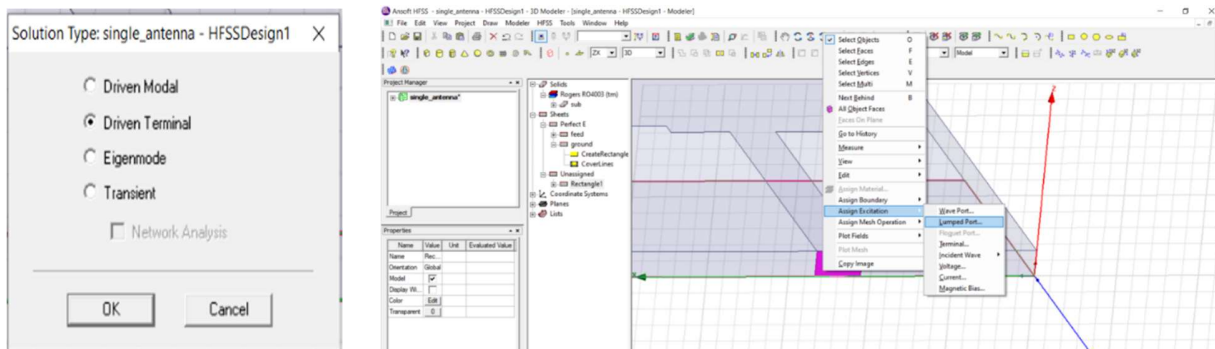 Solution Type: single_antenna - HFSSDesign1
Driven Modal
Driven Terminal
Eigenmode
Transient
Network Analysis
OK Cancel
Ansoft HFSS - single_antenna - HFSSDesign1 - 3D Modeler - [single_antenna - HFSSDesign1 - Modeler]
File Edit View Project Draw Modeler HFSS Tools Window Help
ZX 3D Model
Project Manager
single_antenna*
Project
Solids
Rogers RO4003 (tm)
sub
Sheets
Perfect E
feed
ground
CreateRectangle
CoverLines
Unassigned
Rectangle1
Coordinate Systems
Planes
Lists
Properties
Name Value Unit Evaluated Value
Name Rec...
Orientation Global
Model
Display Wi...
Color Edit
Transparent 0
Select Objects O
Select Faces F
Select Edges E
Select Vertices V
Select Multi M
Next Behind B
All Object Faces
Faces On Plane
Go to History
Measure
View
Edit
Assign Material...
Assign Boundary
Assign Excitation
Assign Mesh Operation
Plot Fields
Plot Mesh
Copy Image
Wave Port...
Lumped Port...
Floquet Port...
Terminal...
Incident Wave
Voltage...
Current...
Magnetic Bias...